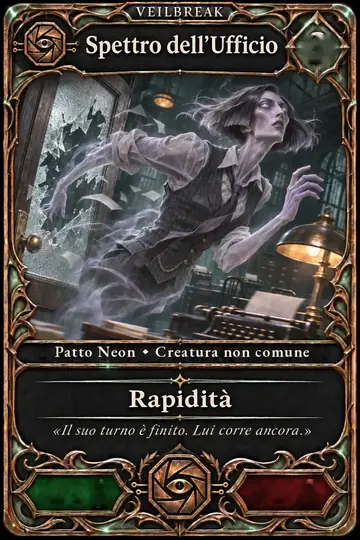 VEILBREAK
Spettro dell'Ufficio
Patto Neon • Creatura non comune
Rapidità
«Il suo turno è finito. Lui corre ancora.»